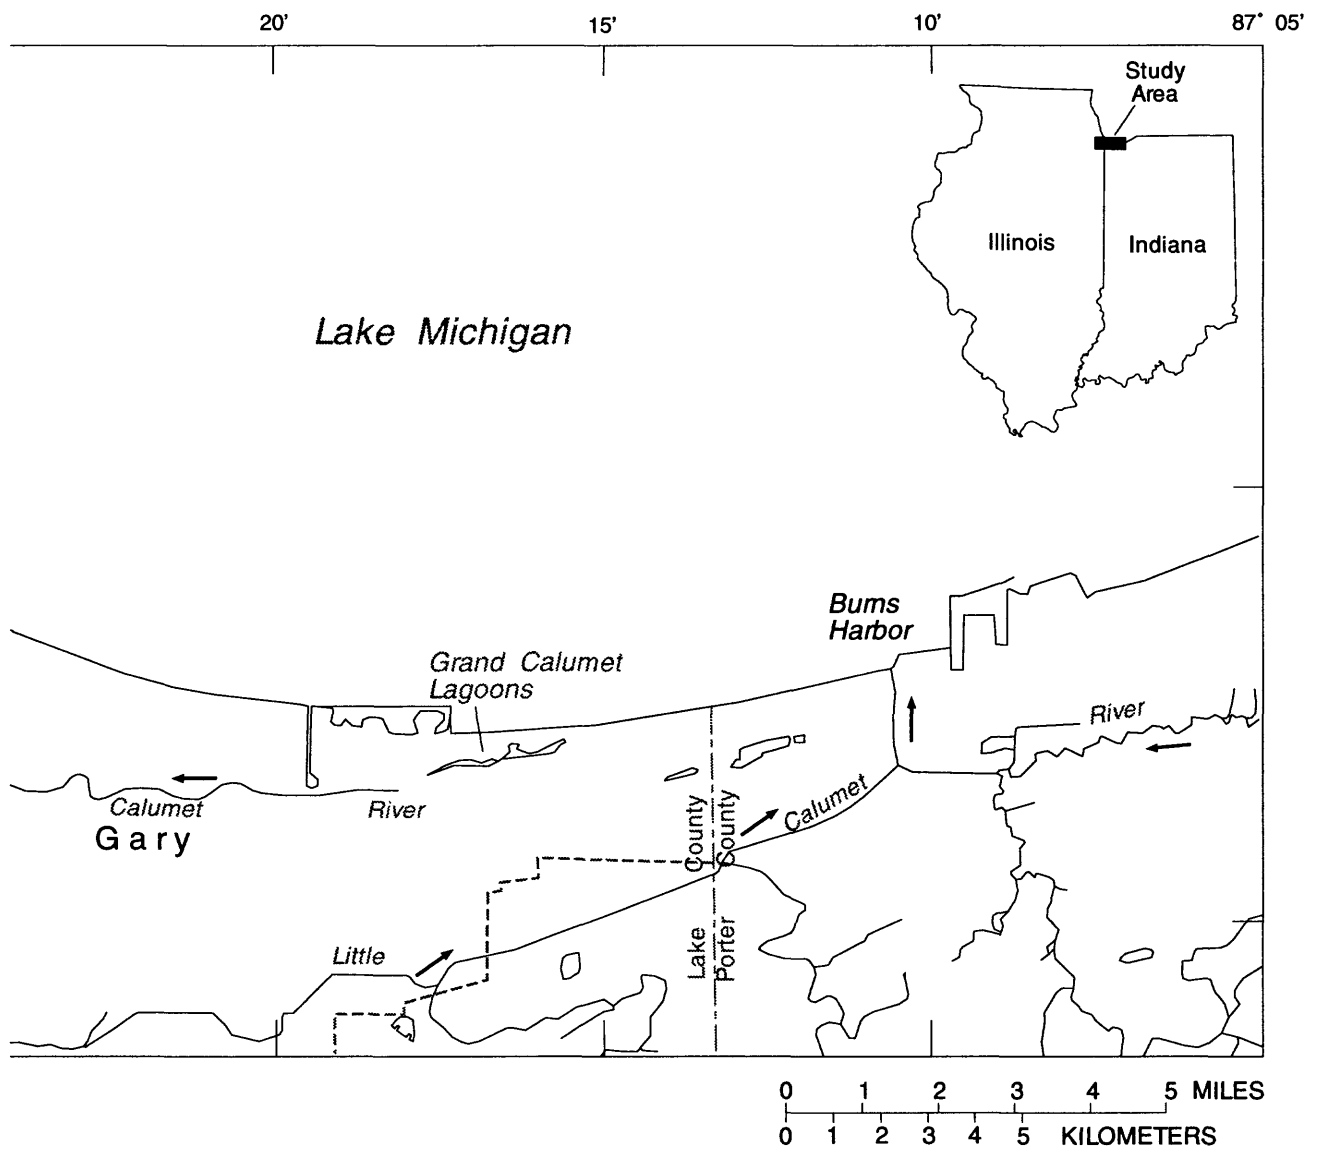 20' 15' 10' 87° 05'
Study
Area
Illinois Indiana
Lake Michigan
Burns
Harbor
Grand Calumet
Lagoons
River
Calumet River
Gary
Calumet
County
County
Little
Lake
Porter
0 1 2 3 4 5 MILES
0 1 2 3 4 5 KILOMETERS